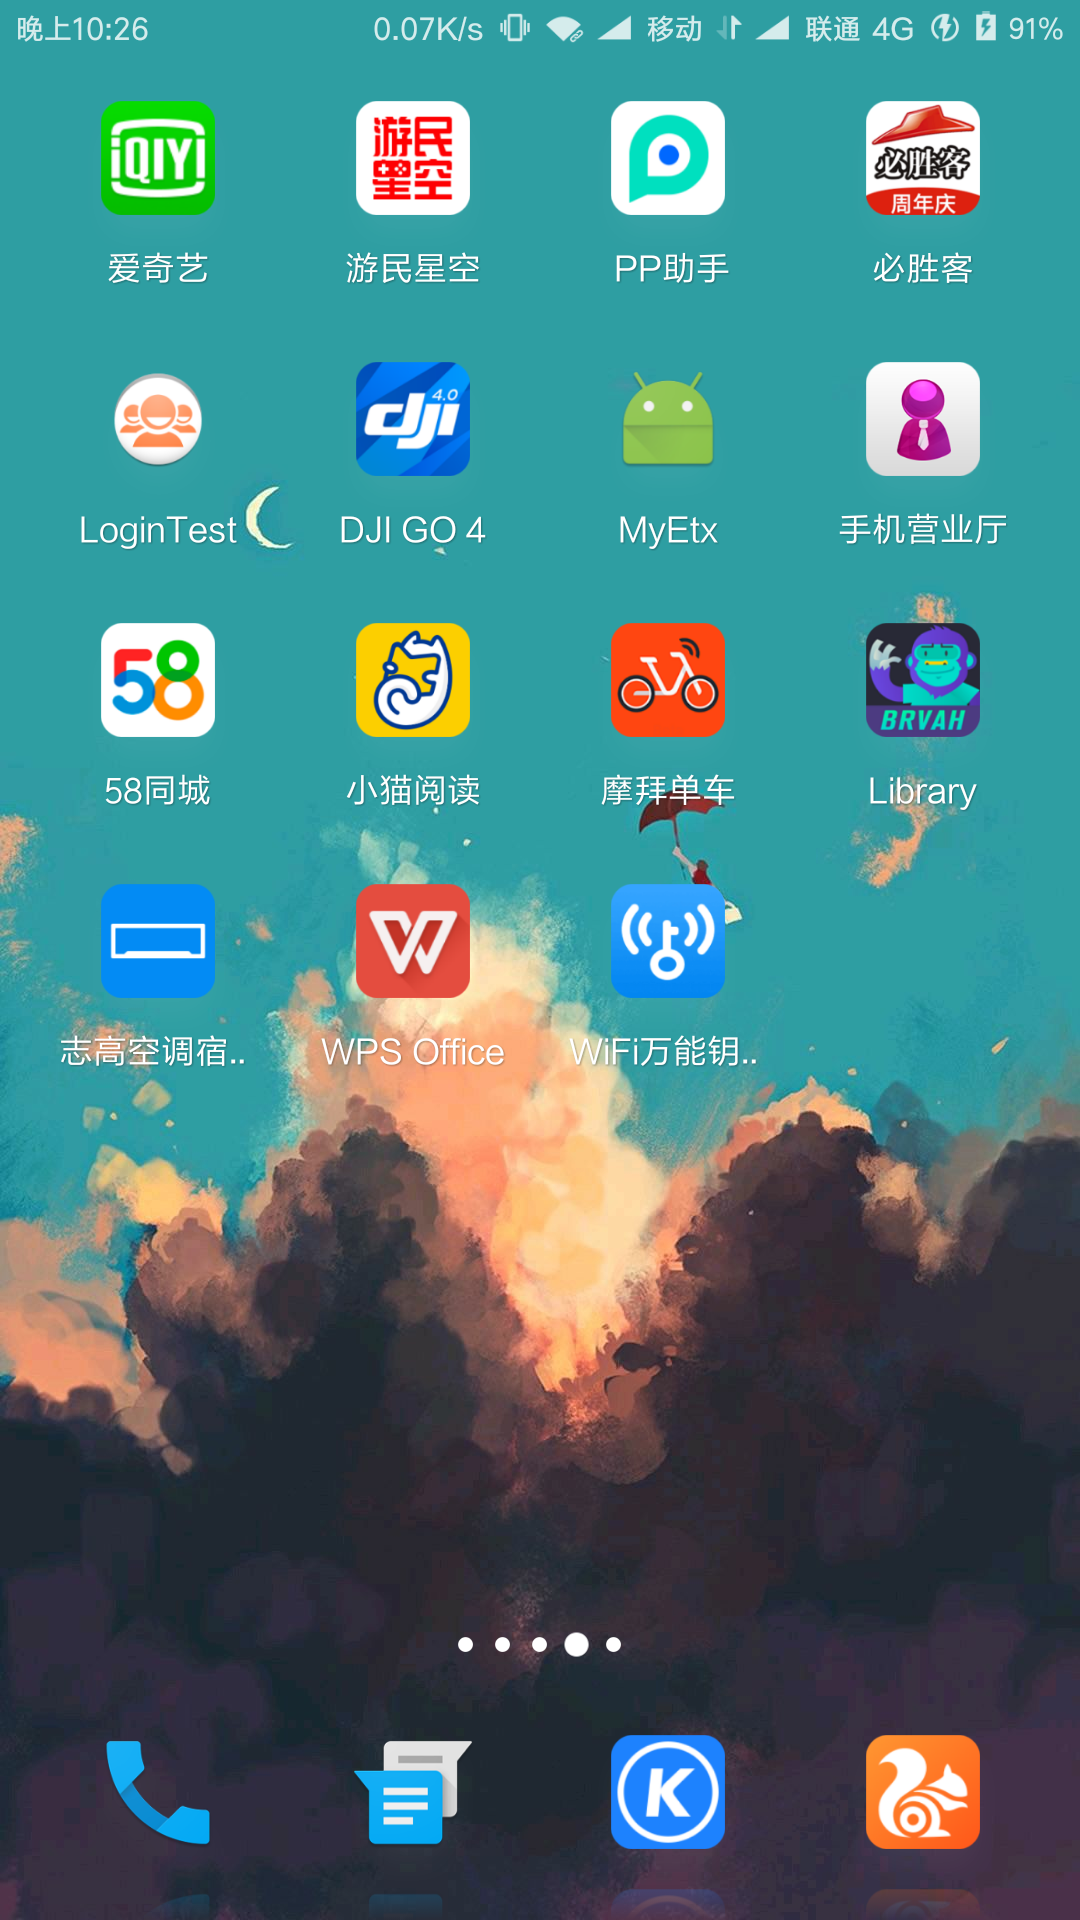 晚上10:26 0.07K/s 移动 联通 4G 91%
iQIYI 游民星空 必胜客 周年庆
爱奇艺 游民星空 PP助手 必胜客
dji 4.0
LoginTest DJI GO 4 MyEtx 手机营业厅
58 BRVAH
58同城 小猫阅读 摩拜单车 Library
W
志高空调宿.. WPS Office WiFi万能钥..
K